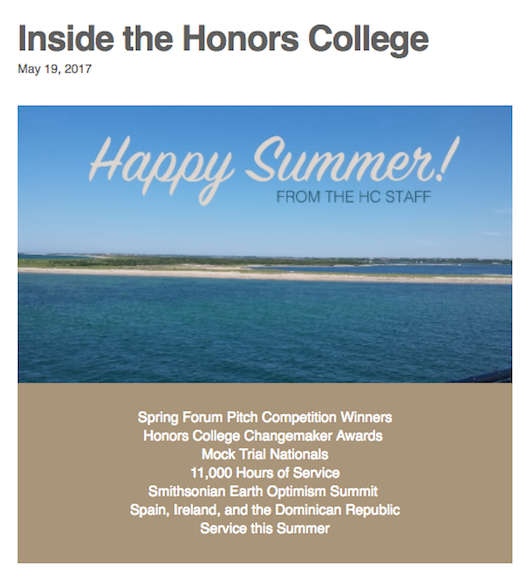 Inside the Honors College
May 19, 2017
Happy Summer!
FROM THE HC STAFF
Spring Forum Pitch Competition Winners
Honors College Changemaker Awards
Mock Trial Nationals
11,000 Hours of Service
Smithsonian Earth Optimism Summit
Spain, Ireland, and the Dominican Republic
Service this Summer